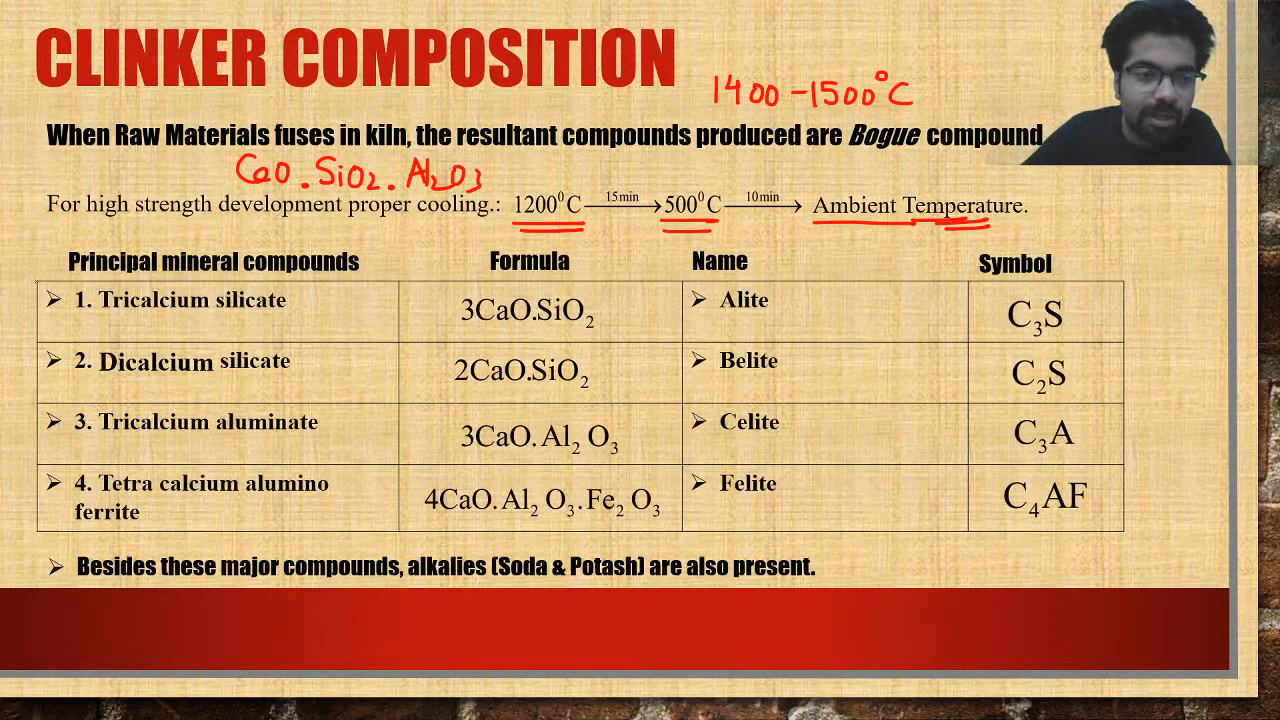 CLINKER COMPOSITION
1400-1500°C
When Raw Materials fuses in kiln, the resultant compounds produced are Bogue compound
CaO.SiO2.Al2O3
For high strength development proper cooling.: 1200⁰C —15min→ 500⁰C —10min→ Ambient Temperature.
Principal mineral compounds Formula Name Symbol
➢ 1. Tricalcium silicate 3CaO.SiO₂ ➢ Alite C₃S
➢ 2. Dicalcium silicate 2CaO.SiO₂ ➢ Belite C₂S
➢ 3. Tricalcium aluminate 3CaO.Al₂O₃ ➢ Celite C₃A
➢ 4. Tetra calcium alumino 4CaO.Al₂O₃.Fe₂O₃ ➢ Felite C₄AF
ferrite
➢ Besides these major compounds, alkalies (Soda & Potash) are also present.